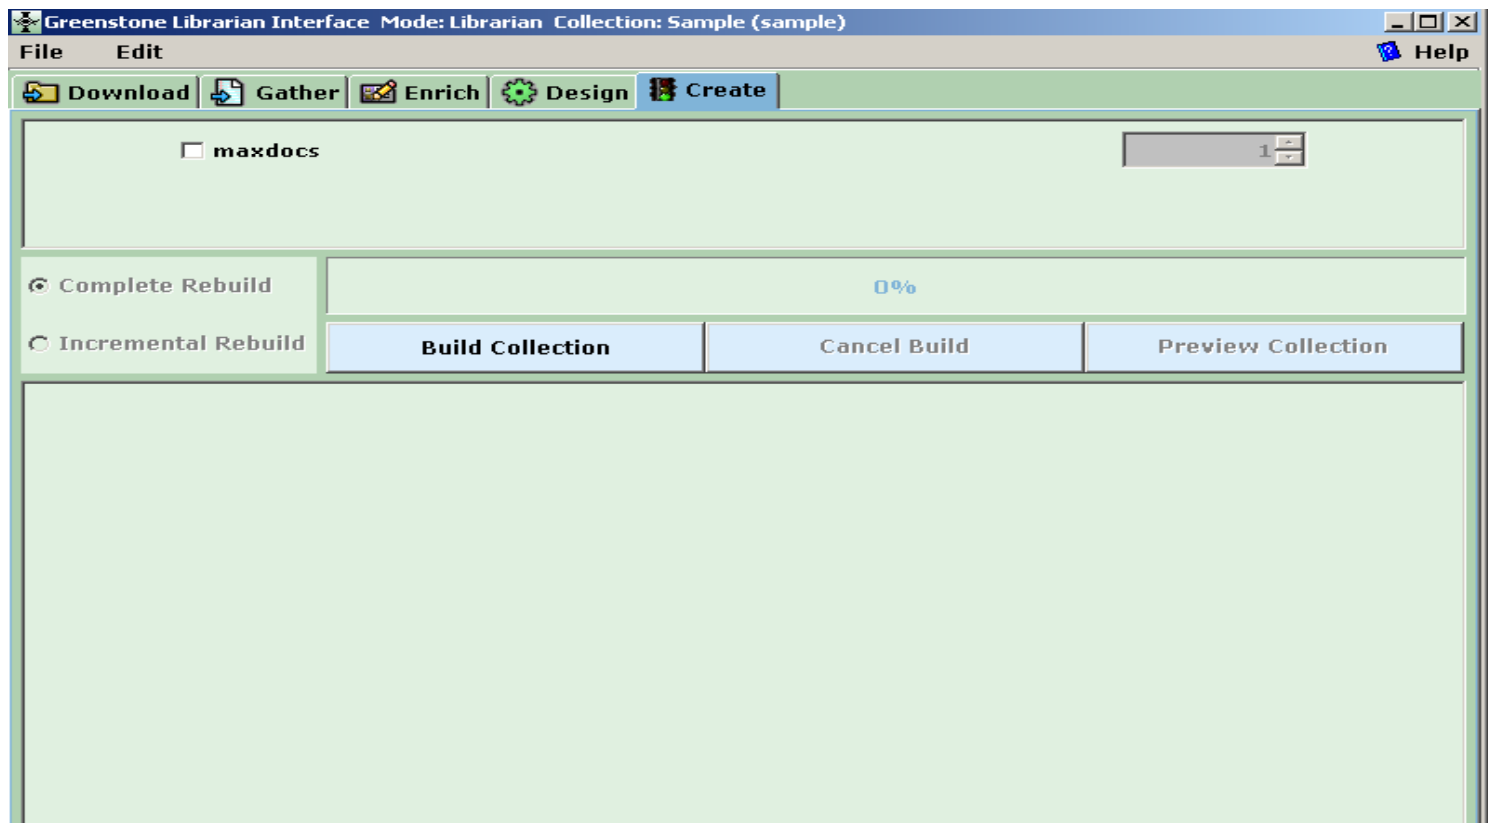 Greenstone Librarian Interface Mode: Librarian Collection: Sample (sample)
File Edit Help
Download Gather Enrich Design Create
maxdocs 1
Complete Rebuild 0%
Incremental Rebuild Build Collection Cancel Build Preview Collection